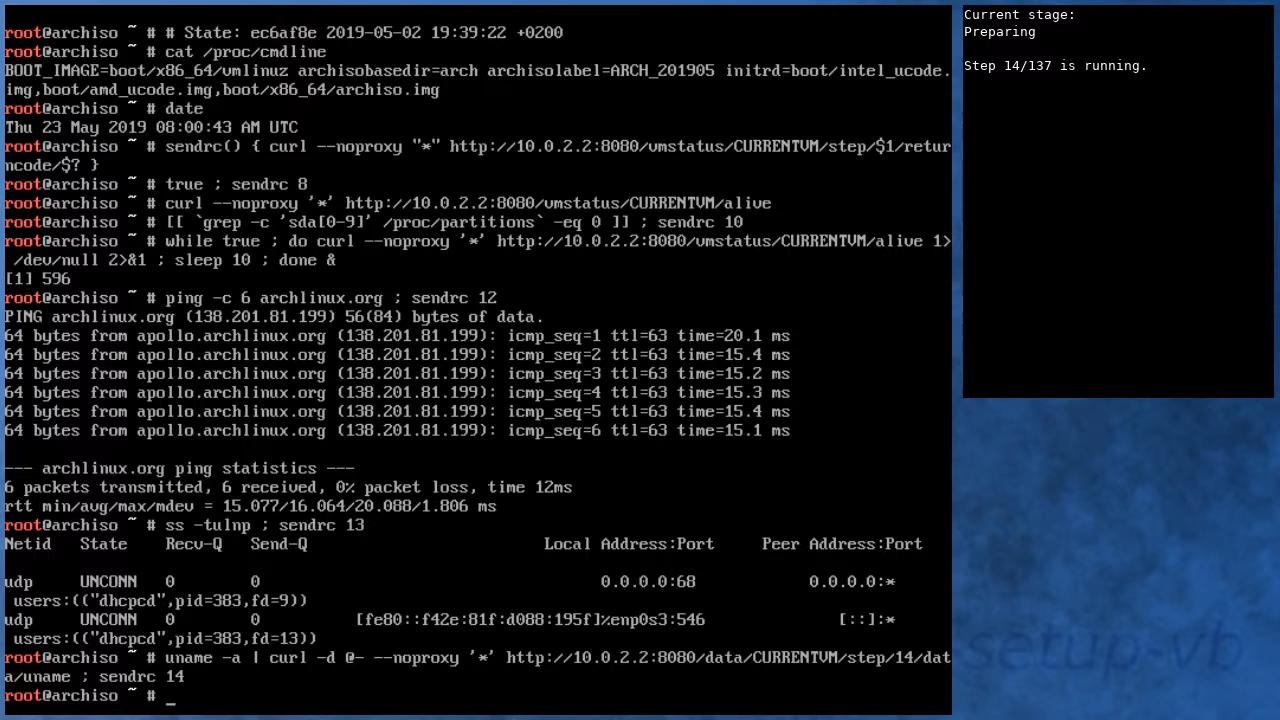 root@archiso ~ # # State: ec6af8e 2019-05-02 19:39:22 +0200
root@archiso ~ # cat /proc/cmdline
BOOT_IMAGE=boot/x86_64/vmlinuz archisobasedir=arch archisolabel=ARCH_201905 initrd=boot/intel_ucode.
img,boot/amd_ucode.img,boot/x86_64/archiso.img
root@archiso ~ # date
Thu 23 May 2019 08:00:43 AM UTC
root@archiso ~ # sendrc() { curl --noproxy "*" http://10.0.2.2:8080/vmstatus/CURRENTVM/step/$1/retur
ncode/$? }
root@archiso ~ # true ; sendrc 8
root@archiso ~ # curl --noproxy '*' http://10.0.2.2:8080/vmstatus/CURRENTVM/alive
root@archiso ~ # [[ `grep -c 'sda[0-9]' /proc/partitions` -eq 0 ]] ; sendrc 10
root@archiso ~ # while true ; do curl --noproxy '*' http://10.0.2.2:8080/vmstatus/CURRENTVM/alive 1>
/dev/null 2>&1 ; sleep 10 ; done &
[1] 596
root@archiso ~ # ping -c 6 archlinux.org ; sendrc 12
PING archlinux.org (138.201.81.199) 56(84) bytes of data.
64 bytes from apollo.archlinux.org (138.201.81.199): icmp_seq=1 ttl=63 time=20.1 ms
64 bytes from apollo.archlinux.org (138.201.81.199): icmp_seq=2 ttl=63 time=15.4 ms
64 bytes from apollo.archlinux.org (138.201.81.199): icmp_seq=3 ttl=63 time=15.2 ms
64 bytes from apollo.archlinux.org (138.201.81.199): icmp_seq=4 ttl=63 time=15.3 ms
64 bytes from apollo.archlinux.org (138.201.81.199): icmp_seq=5 ttl=63 time=15.4 ms
64 bytes from apollo.archlinux.org (138.201.81.199): icmp_seq=6 ttl=63 time=15.1 ms
--- archlinux.org ping statistics ---
6 packets transmitted, 6 received, 0% packet loss, time 12ms
rtt min/avg/max/mdev = 15.077/16.064/20.088/1.806 ms
root@archiso ~ # ss -tulnp ; sendrc 13
Netid State Recv-Q Send-Q Local Address:Port Peer Address:Port
udp UNCONN 0 0 0.0.0.0:68 0.0.0.0:*
users:(("dhcpcd",pid=383,fd=9))
udp UNCONN 0 0 [fe80::f42e:81f:d088:195f]%enp0s3:546 [::]:*
users:(("dhcpcd",pid=383,fd=13))
root@archiso ~ # uname -a | curl -d @- --noproxy '*' http://10.0.2.2:8080/data/CURRENTVM/step/14/dat
a/uname ; sendrc 14
root@archiso ~ # _
Current stage:
Preparing
Step 14/137 is running.
setup-vb